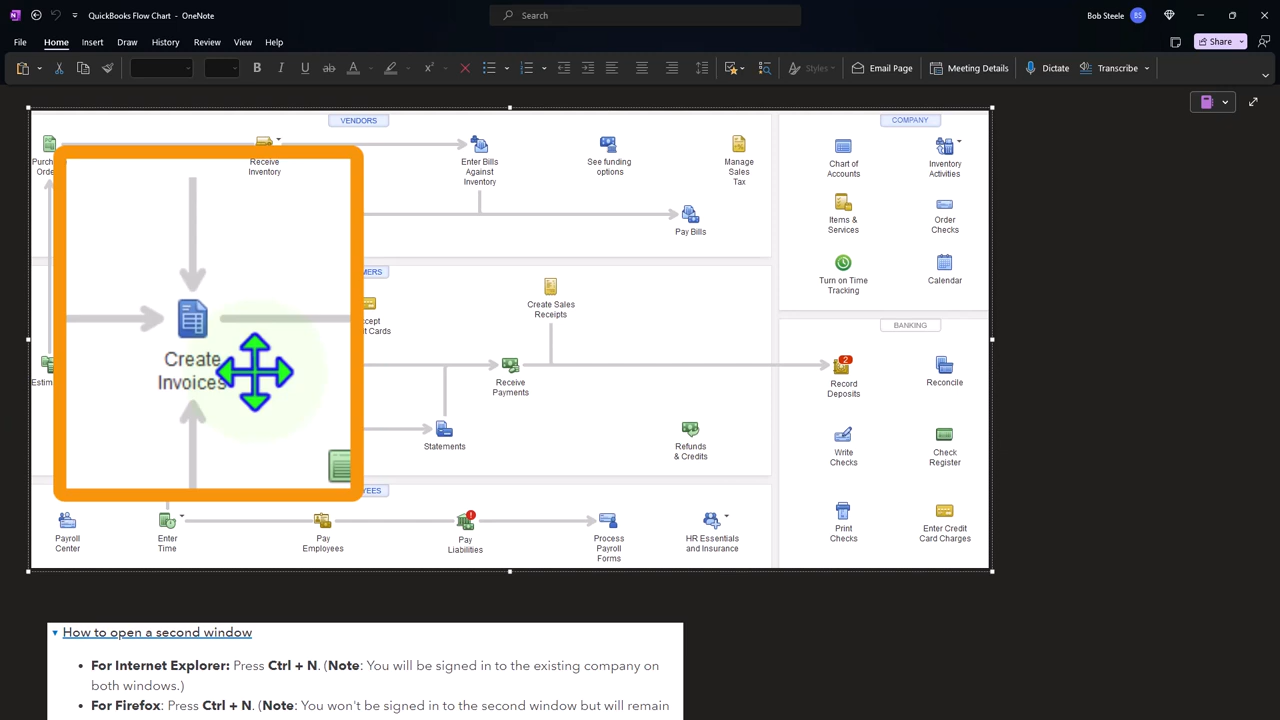 QuickBooks Flow Chart - OneNote
Search
Bob Steele
BS
File
Home
Insert
Draw
History
Review
View
Help
Share
Styles
Email Page
Meeting Details
Dictate
Transcribe
VENDORS
Receive
Inventory
Enter Bills
Against
Inventory
See funding
options
Manage
Sales
Tax
Pay Bills
COMPANY
Chart of
Accounts
Inventory
Activities
Items &
Services
Order
Checks
Turn on Time
Tracking
Calendar
Create
Invoices
Create Sales
Receipts
Receive
Payments
Statements
Refunds
& Credits
BANKING
2
Record
Deposits
Reconcile
Write
Checks
Check
Register
Print
Checks
Enter Credit
Card Charges
Payroll
Center
Enter
Time
Pay
Employees
Pay
Liabilities
Process
Payroll
Forms
HR Essentials
and Insurance
How to open a second window
• For Internet Explorer: Press Ctrl + N. (Note: You will be signed in to the existing company on
both windows.)
• For Firefox: Press Ctrl + N. (Note: You won't be signed in to the second window but will remain